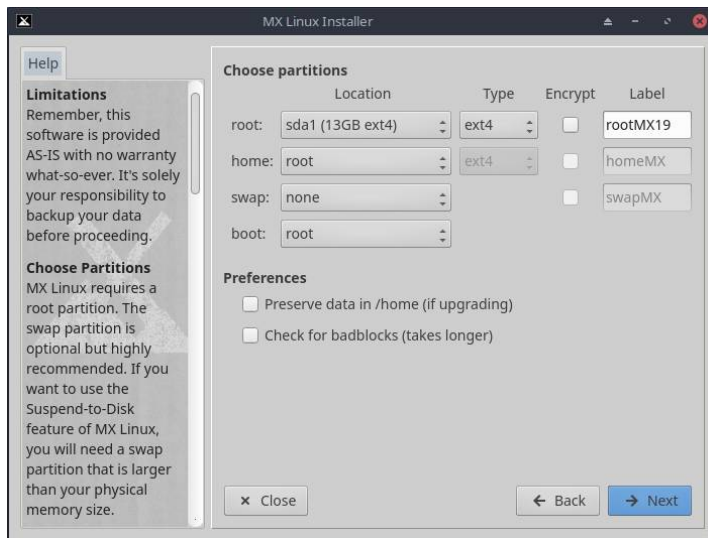 MX Linux Installer
Help
Limitations
Remember, this
software is provided
AS-IS with no warranty
what-so-ever. It's solely
your responsibility to
backup your data
before proceeding.
Choose Partitions
MX Linux requires a
root partition. The
swap partition is
optional but highly
recommended. If you
want to use the
Suspend-to-Disk
feature of MX Linux,
you will need a swap
partition that is larger
than your physical
memory size.
Choose partitions
Location Type Encrypt Label
root: sda1 (13GB ext4) ext4 rootMX19
home: root ext4 homeMX
swap: none swapMX
boot: root
Preferences
Preserve data in /home (if upgrading)
Check for badblocks (takes longer)
Close Back Next